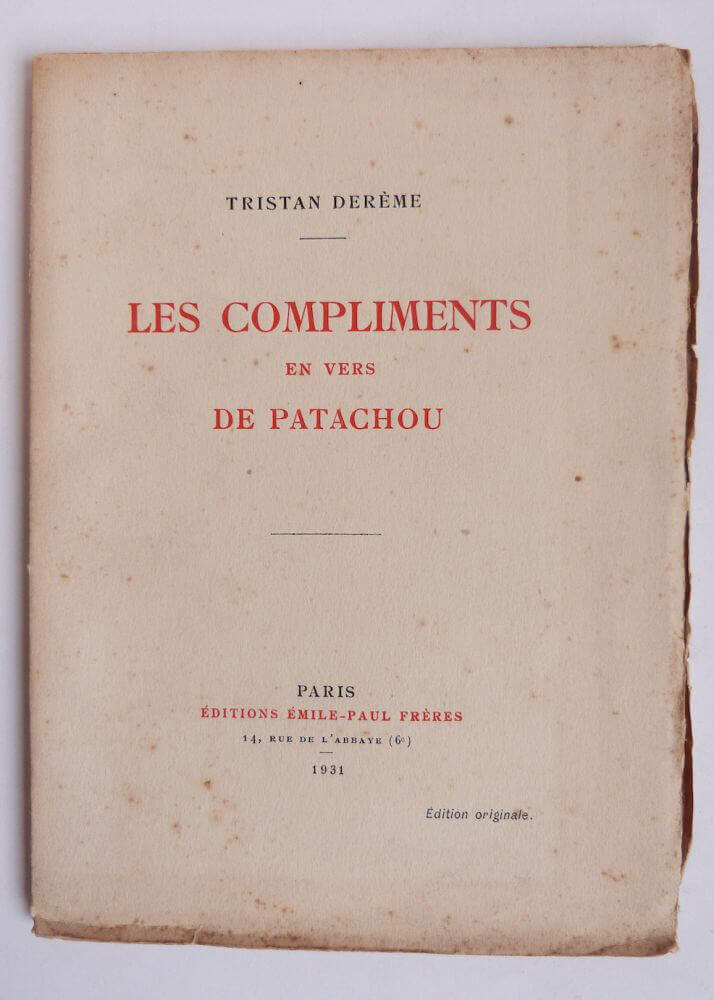 TRISTAN DERÈME
LES COMPLIMENTS
EN VERS
DE PATACHOU
PARIS
ÉDITIONS ÉMILE-PAUL FRÈRES
14, RUE DE L'ABBAYE (6e)
1931
Édition originale.